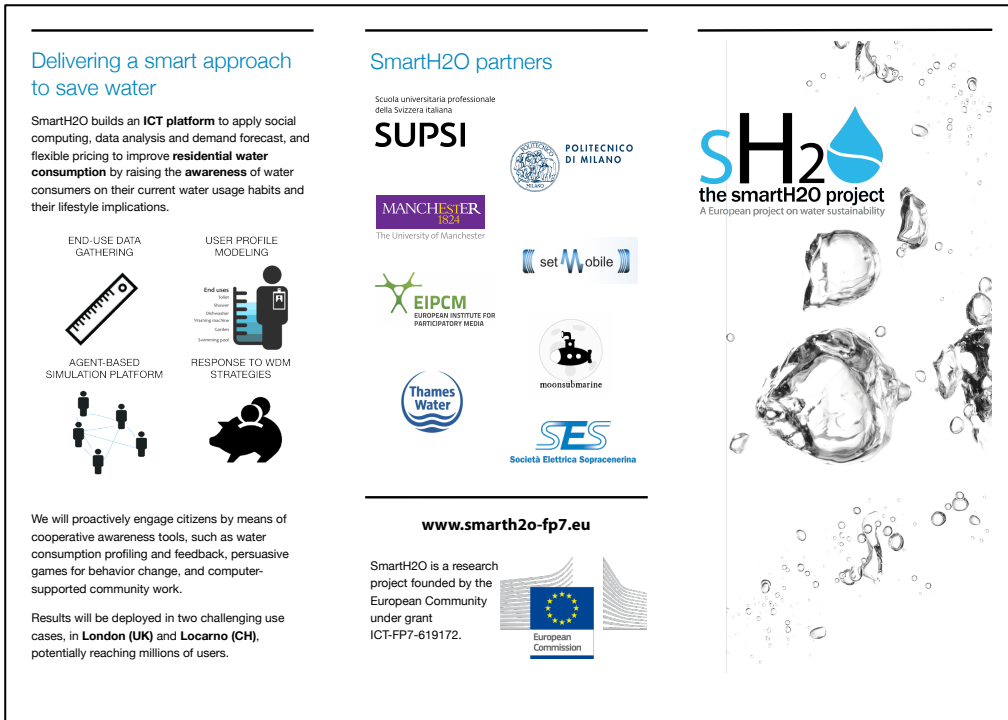 Delivering a smart approach
to save water
SmartH2O builds an ICT platform to apply social
computing, data analysis and demand forecast, and
flexible pricing to improve residential water
consumption by raising the awareness of water
consumers on their current water usage habits and
their lifestyle implications.
END-USE DATA
GATHERING
USER PROFILE
MODELING
End uses
Toilet
Shower
Dishwasher
Washing machine
Garden
Swimming pool
AGENT-BASED
SIMULATION PLATFORM
RESPONSE TO WDM
STRATEGIES
We will proactively engage citizens by means of
cooperative awareness tools, such as water
consumption profiling and feedback, persuasive
games for behavior change, and computer-
supported community work.
Results will be deployed in two challenging use
cases, in London (UK) and Locarno (CH),
potentially reaching millions of users.
SmartH2O partners
Scuola universitaria professionale
della Svizzera italiana
SUPSI
POLITECNICO
MILANO
POLITECNICO
DI MILANO
MANCHESTER
1824
The University of Manchester
set Mobile
EIPCM
EUROPEAN INSTITUTE FOR
PARTICIPATORY MEDIA
moonsubmarine
Thames
Water
SES
Società Elettrica Sopracenerina
www.smarth2o-fp7.eu
SmartH2O is a research
project founded by the
European Community
under grant
ICT-FP7-619172.
European
Commission
sH2O
the smartH2O project
A European project on water sustainability